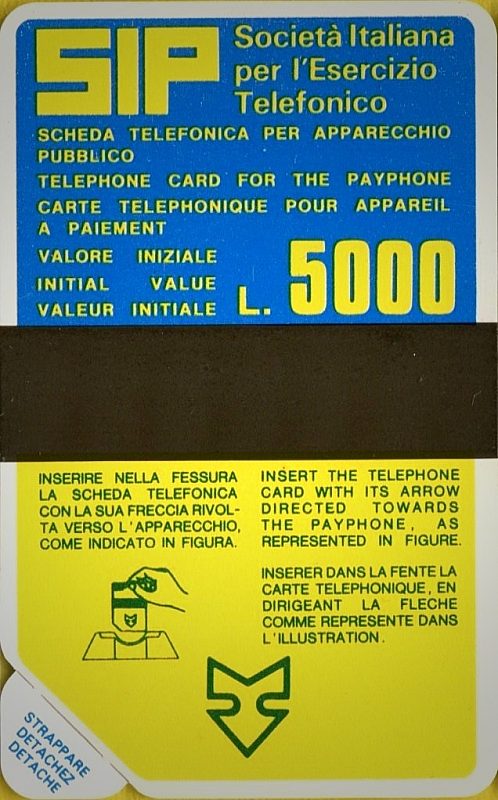 SIP
Società Italiana
per l'Esercizio
Telefonico
SCHEDA TELEFONICA PER APPARECCHIO
PUBBLICO
TELEPHONE CARD FOR THE PAYPHONE
CARTE TELEPHONIQUE POUR APPAREIL
A PAIEMENT
VALORE INIZIALE
INITIAL VALUE
VALEUR INITIALE
L. 5000
INSERIRE NELLA FESSURA
LA SCHEDA TELEFONICA
CON LA SUA FRECCIA RIVOL-
TA VERSO L'APPARECCHIO,
COME INDICATO IN FIGURA.
INSERT THE TELEPHONE
CARD WITH ITS ARROW
DIRECTED TOWARDS
THE PAYPHONE, AS
REPRESENTED IN FIGURE.
INSERER DANS LA FENTE LA
CARTE TELEPHONIQUE, EN
DIRIGEANT LA FLECHE
COMME REPRESENTE DANS
L'ILLUSTRATION.
STRAPPARE
DETACHEZ
DETACHE